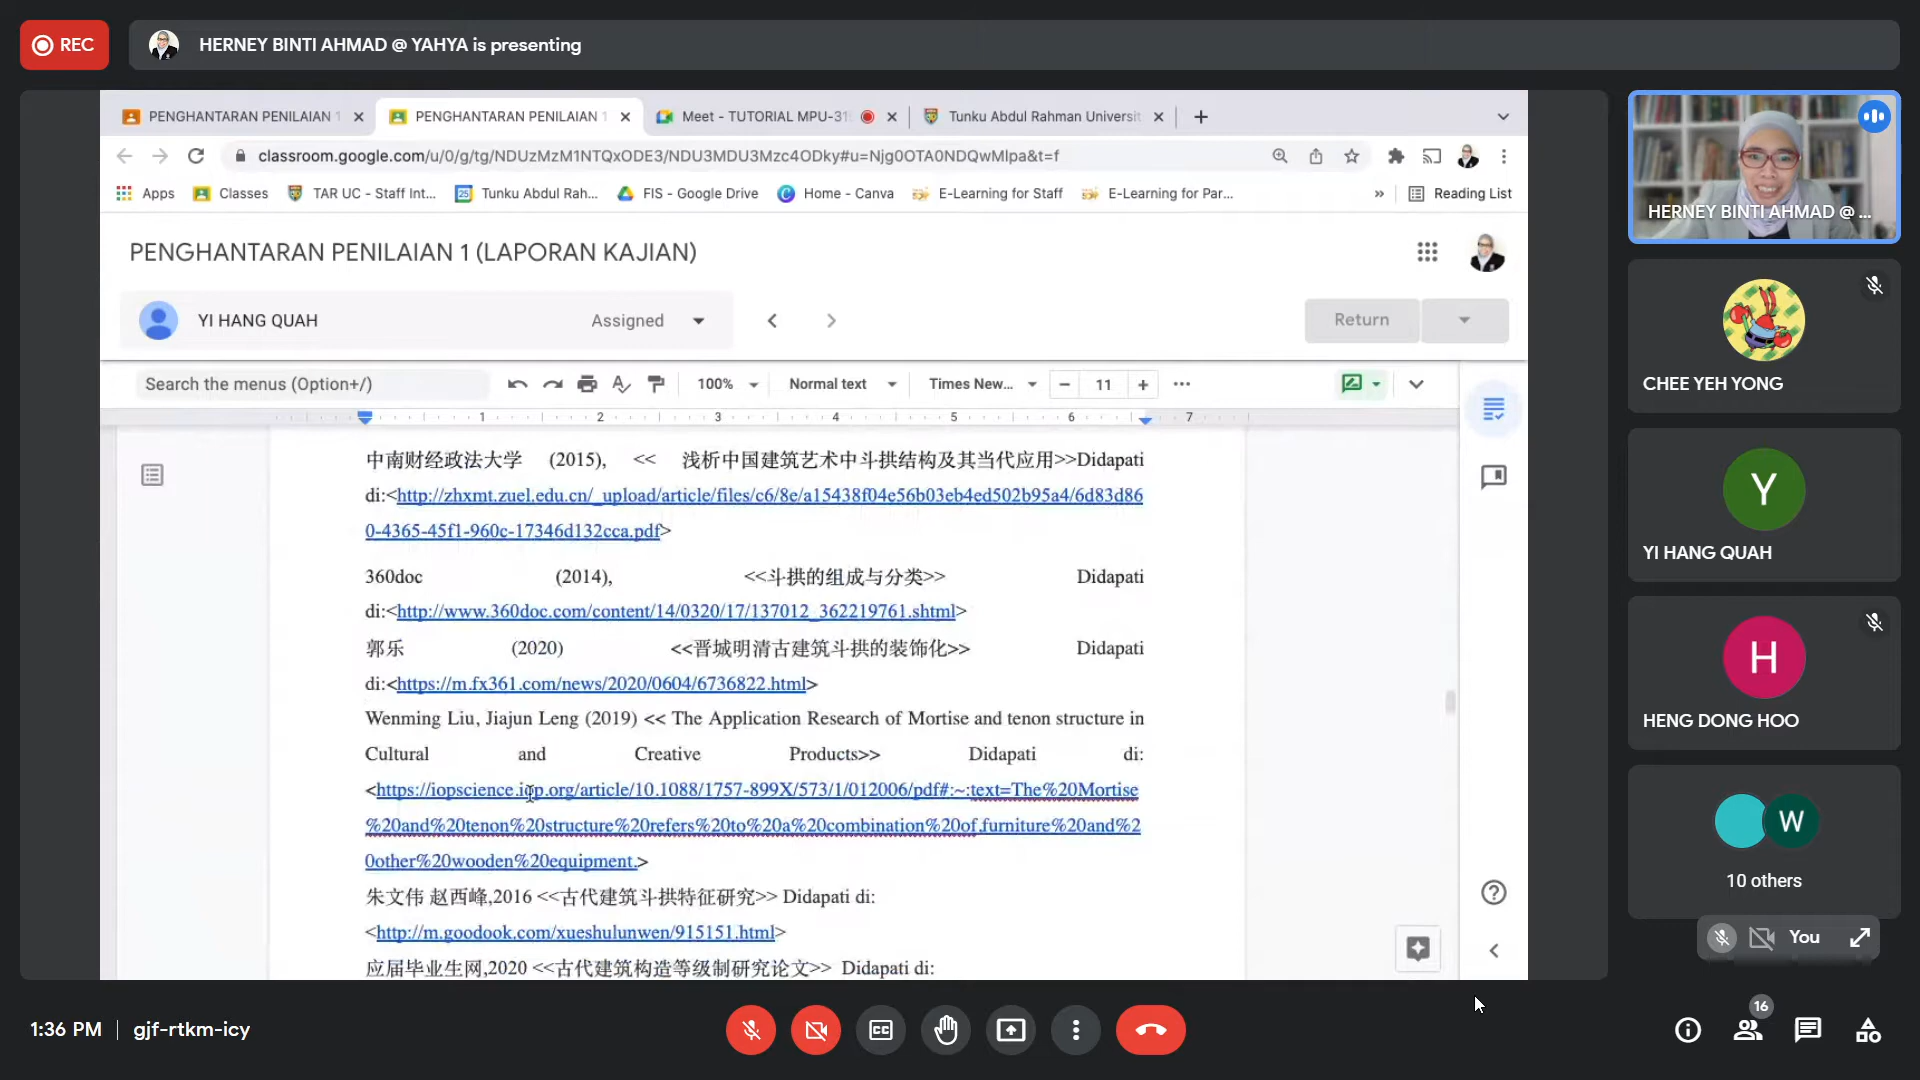 REC
HERNEY BINTI AHMAD @ YAHYA is presenting
PENGHANTARAN PENILAIAN 1
PENGHANTARAN PENILAIAN 1
Meet - TUTORIAL MPU-31
Tunku Abdul Rahman Universit
classroom.google.com/u/0/g/tg/NDUzMzM1NTQxODE3/NDU3MDU3Mzc4ODky#u=Njg0OTA0NDQwMlpa&t=f
Apps
Classes
TAR UC - Staff Int...
25
Tunku Abdul Rah...
FIS - Google Drive
Home - Canva
E-Learning for Staff
E-Learning for Par...
»
Reading List
PENGHANTARAN PENILAIAN 1 (LAPORAN KAJIAN)
YI HANG QUAH
Assigned
Return
Search the menus (Option+/)
100%
Normal text
Times New...
11
1 2 3 4 5 6 7
中南财经政法大学 (2015), << 浅析中国建筑艺术中斗拱结构及其当代应用>>Didapati
di:<http://zhxmt.zuel.edu.cn/_upload/article/files/c6/8e/a15438f04e56b03eb4ed502b95a4/6d83d86
0-4365-45f1-960c-17346d132cca.pdf>
360doc (2014), <<斗拱的组成与分类>> Didapati
di:<http://www.360doc.com/content/14/0320/17/137012_362219761.shtml>
郭乐 (2020) <<晋城明清古建筑斗拱的装饰化>> Didapati
di:<https://m.fx361.com/news/2020/0604/6736822.html>
Wenming Liu, Jiajun Leng (2019) << The Application Research of Mortise and tenon structure in
Cultural and Creative Products>> Didapati di:
<https://iopscience.iop.org/article/10.1088/1757-899X/573/1/012006/pdf#:~:text=The%20Mortise
%20and%20tenon%20structure%20refers%20to%20a%20combination%20of,furniture%20and%2
0other%20wooden%20equipment.>
朱文伟 赵西峰,2016 <<古代建筑斗拱特征研究>> Didapati di:
<http://m.goodook.com/xueshulunwen/915151.html>
应届毕业生网,2020 <<古代建筑构造等级制研究论文>> Didapati di:
HERNEY BINTI AHMAD @ ...
CHEE YEH YONG
Y
YI HANG QUAH
H
HENG DONG HOO
W
10 others
You
1:36 PM
gjf-rtkm-icy
CC
16